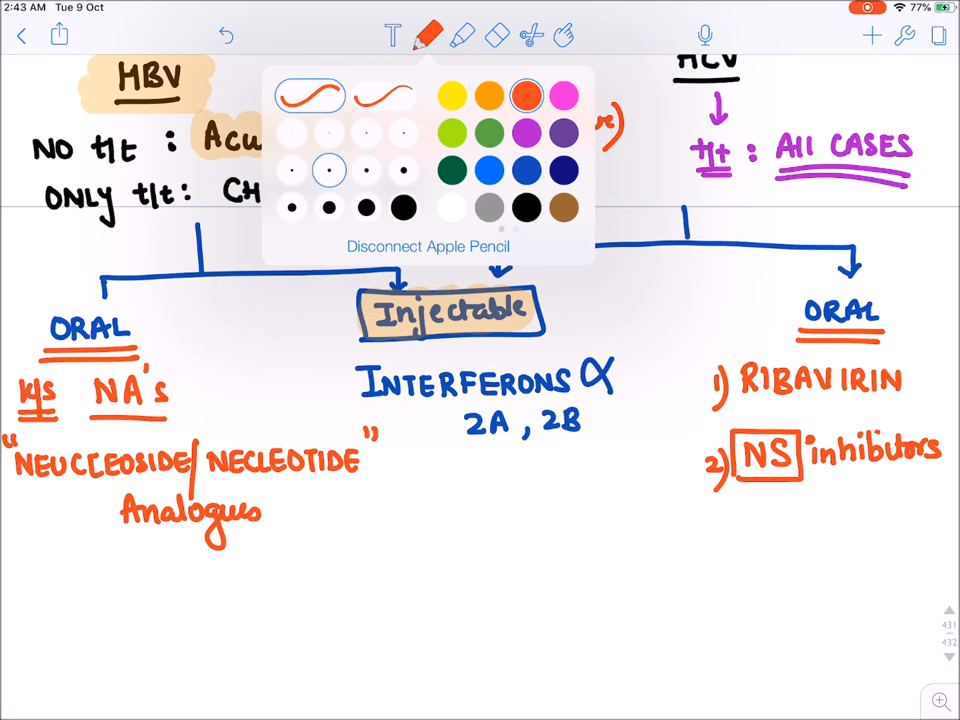 2:43 AM Tue 9 Oct
77%
HBV
HCV
NO t/t : Acu
ve)
t/t : All CASES
ONLY t/t: CH
Disconnect Apple Pencil
ORAL
Injectable
ORAL
k/s NA's
INTERFERONS α
2A , 2B
1) RIBAVIRIN
"NEUCLEOSIDE/NECLEOTIDE"
Analogues
2) NS inhibitors
431
432